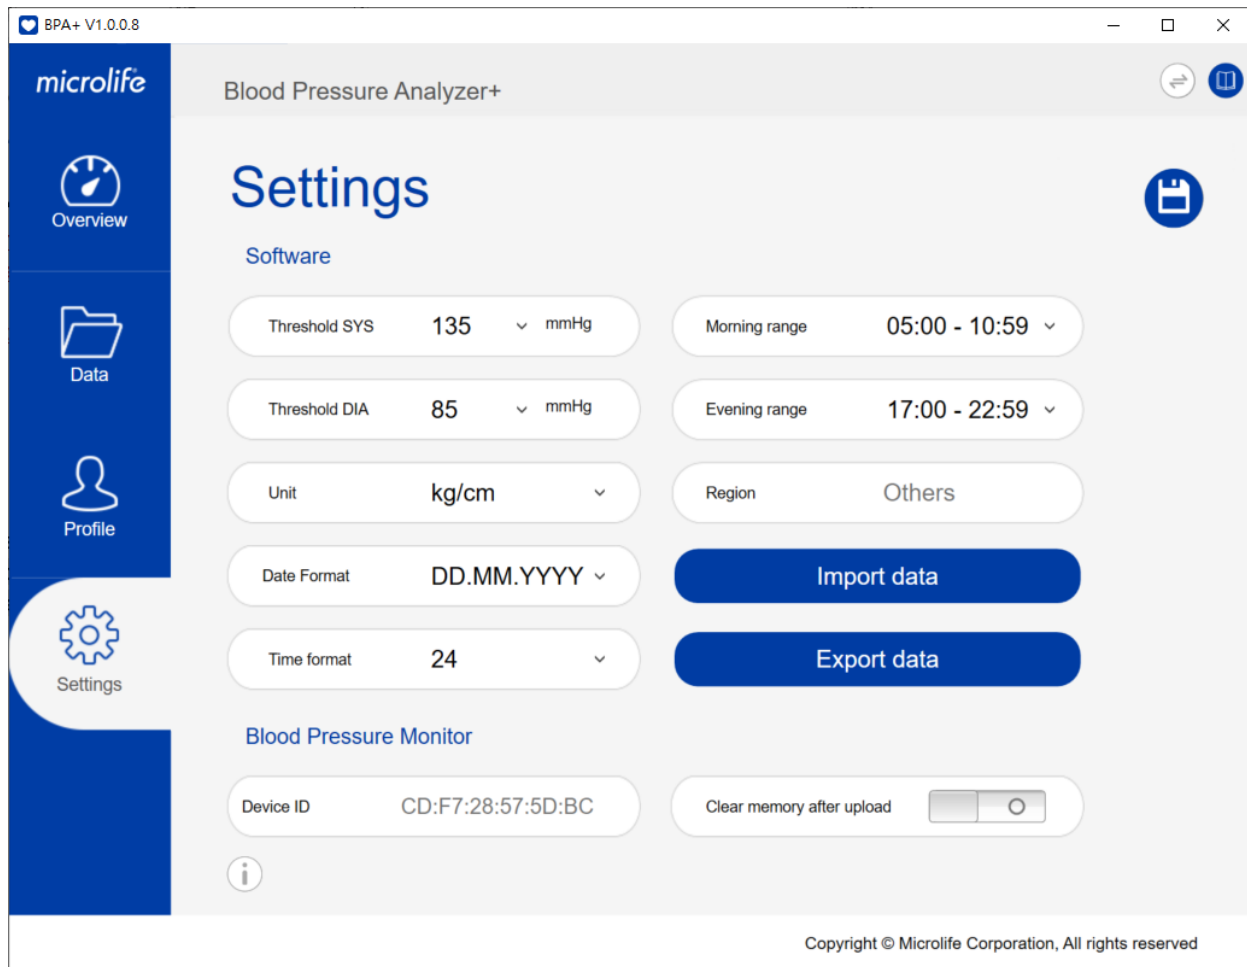 BPA+ V1.0.0.8
microlife®
Blood Pressure Analyzer+
Overview
Data
Profile
Settings
Settings
Software
Threshold SYS 135 mmHg
Morning range 05:00 - 10:59
Threshold DIA 85 mmHg
Evening range 17:00 - 22:59
Unit kg/cm
Region Others
Date Format DD.MM.YYYY
Import data
Time format 24
Export data
Blood Pressure Monitor
Device ID CD:F7:28:57:5D:BC
Clear memory after upload
Copyright © Microlife Corporation, All rights reserved